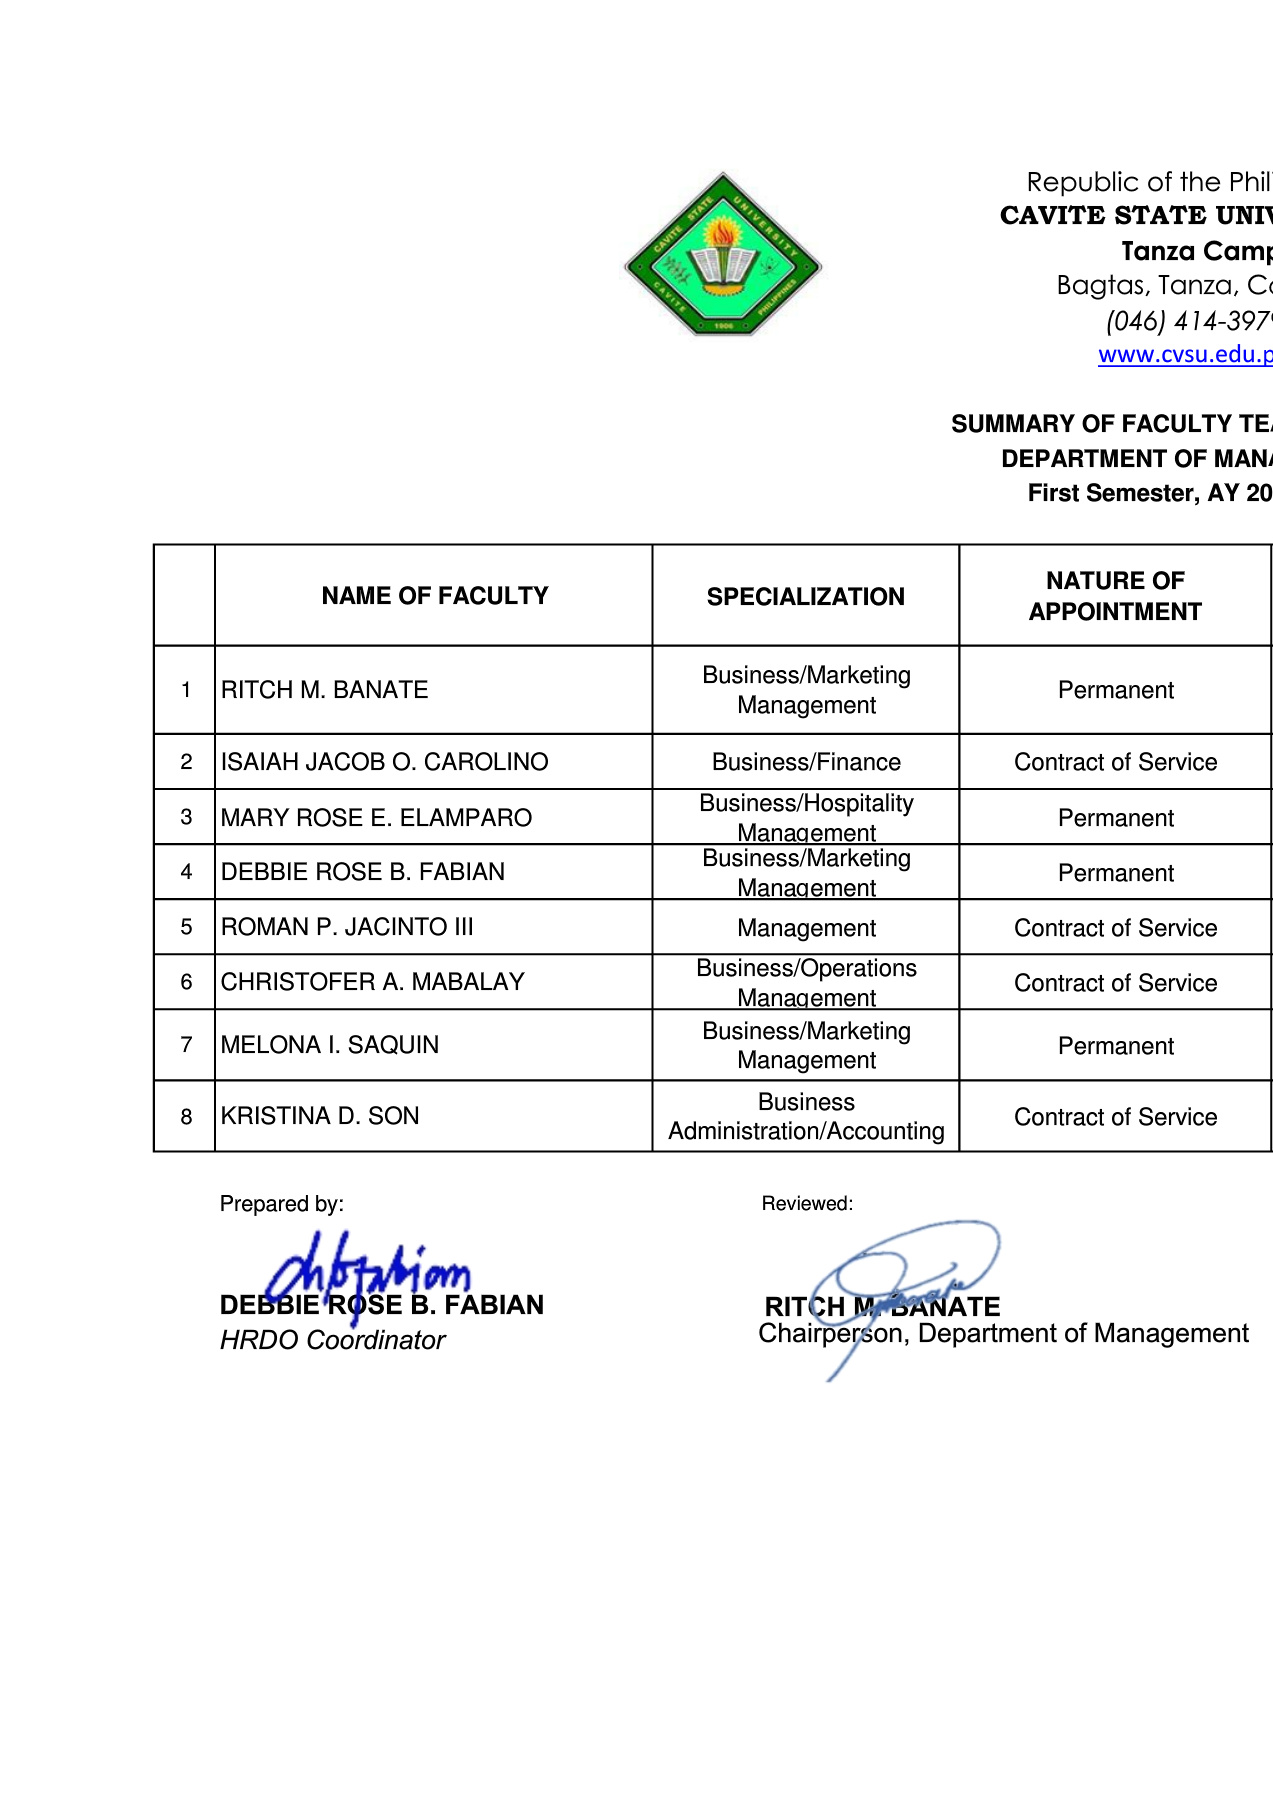 CAVITE STATE UNIVERSITY
CAVITE PHILIPPINES
1906
Republic of the Phil
CAVITE STATE UNIV
Tanza Camp
Bagtas, Tanza, Ca
(046) 414-3979
www.cvsu.edu.p
SUMMARY OF FACULTY TEA
DEPARTMENT OF MANA
First Semester, AY 20
NAME OF FACULTY SPECIALIZATION NATURE OF APPOINTMENT
1 RITCH M. BANATE Business/Marketing Management Permanent
2 ISAIAH JACOB O. CAROLINO Business/Finance Contract of Service
3 MARY ROSE E. ELAMPARO Business/Hospitality Management Permanent
4 DEBBIE ROSE B. FABIAN Business/Marketing Management Permanent
5 ROMAN P. JACINTO III Management Contract of Service
6 CHRISTOFER A. MABALAY Business/Operations Management Contract of Service
7 MELONA I. SAQUIN Business/Marketing Management Permanent
8 KRISTINA D. SON Business Administration/Accounting Contract of Service
Prepared by: Reviewed:
DEBBIE ROSE B. FABIAN RITCH M. BANATE
HRDO Coordinator Chairperson, Department of Management